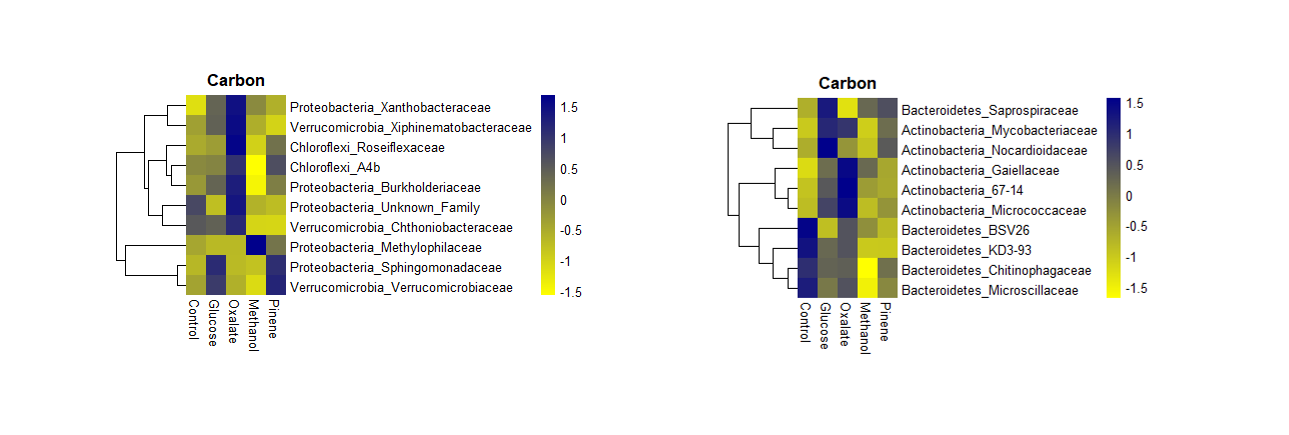 Carbon
Proteobacteria_Xanthobacteraceae
Verrucomicrobia_Xiphinematobacteraceae
Chloroflexi_Roseiflexaceae
Chloroflexi_A4b
Proteobacteria_Burkholderiaceae
Proteobacteria_Unknown_Family
Verrucomicrobia_Chthoniobacteraceae
Proteobacteria_Methylophilaceae
Proteobacteria_Sphingomonadaceae
Verrucomicrobia_Verrucomicrobiaceae
Control
Glucose
Oxalate
Methanol
Pinene
1.5
1
0.5
0
-0.5
-1
-1.5
Carbon
Bacteroidetes_Saprospiraceae
Actinobacteria_Mycobacteriaceae
Actinobacteria_Nocardioidaceae
Actinobacteria_Gaiellaceae
Actinobacteria_67-14
Actinobacteria_Micrococcaceae
Bacteroidetes_BSV26
Bacteroidetes_KD3-93
Bacteroidetes_Chitinophagaceae
Bacteroidetes_Microscillaceae
Control
Glucose
Oxalate
Methanol
Pinene
1.5
1
0.5
0
-0.5
-1
-1.5